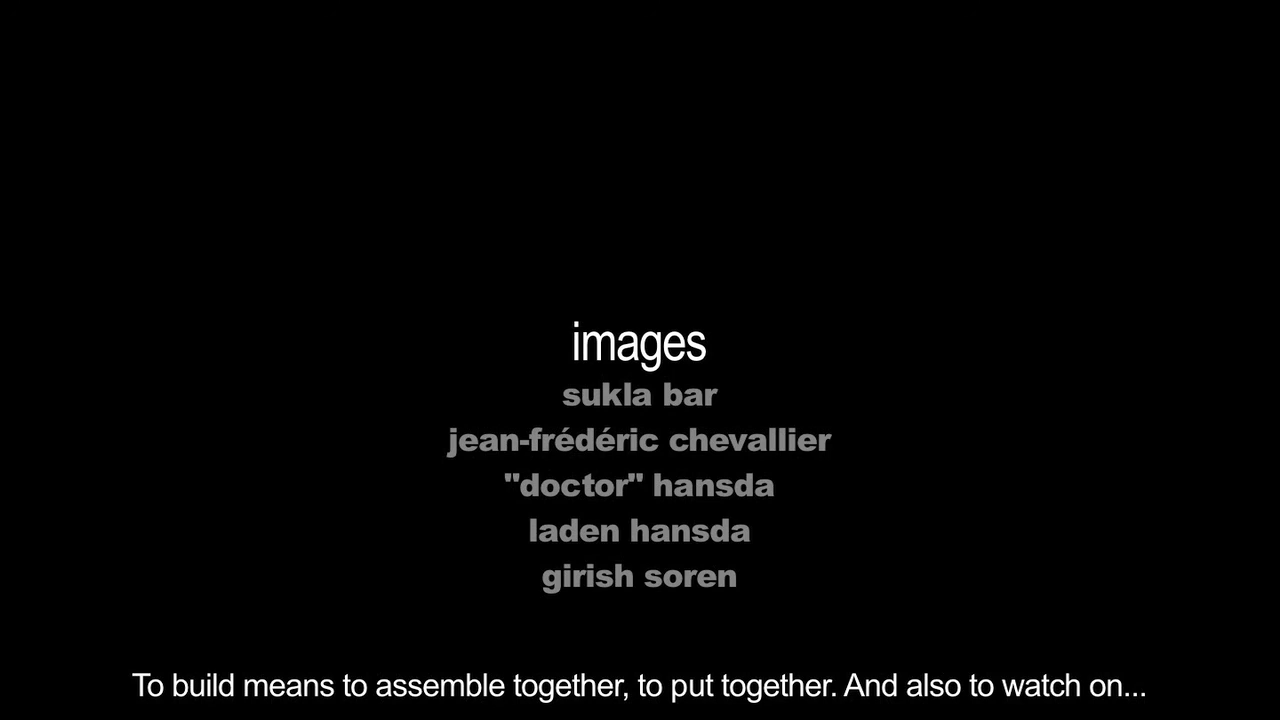 images
sukla bar
jean-frédéric chevallier
"doctor" hansda
laden hansda
girish soren
To build means to assemble together, to put together. And also to watch on...